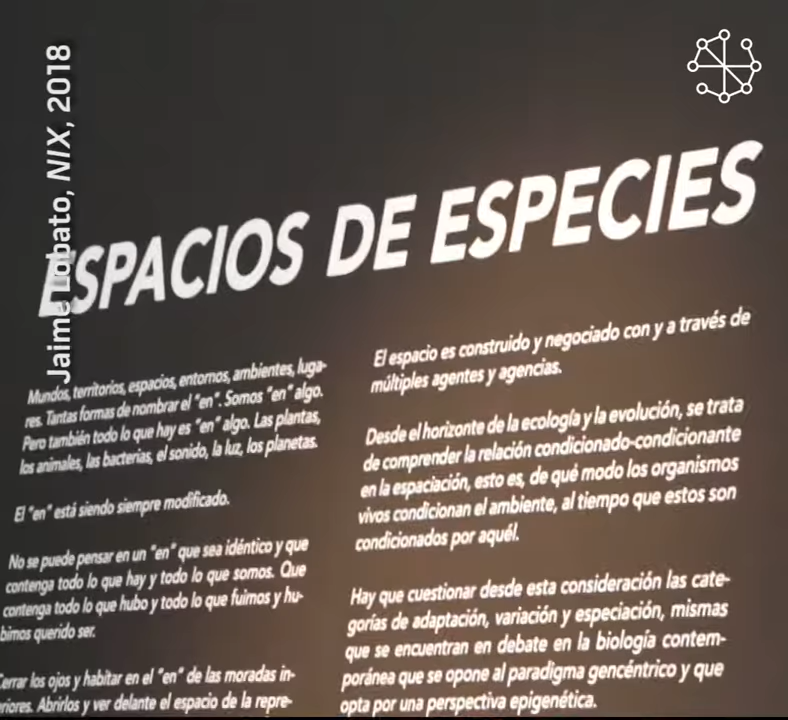 Jaime Lobato, NIX, 2018
ESPACIOS DE ESPECIES
Mundos, territorios, espacios, entornos, ambientes, luga-
res. Tantas formas de nombrar el "en". Somos "en" algo.
Pero también todo lo que hay es "en" algo. Las plantas,
los animales, las bacterias, el sonido, la luz, los planetas.
El "en" está siendo siempre modificado.
No se puede pensar en un "en" que sea idéntico y que
contenga todo lo que hay y todo lo que somos. Que
contenga todo lo que hubo y todo lo que fuimos y hu-
bimos querido ser.
Cerrar los ojos y habitar en el "en" de las moradas in-
riores. Abrirlos y ver delante el espacio de la repre-
El espacio es construido y negociado con y a través de
múltiples agentes y agencias.
Desde el horizonte de la ecología y la evolución, se trata
de comprender la relación condicionado-condicionante
en la espaciación, esto es, de qué modo los organismos
vivos condicionan el ambiente, al tiempo que estos son
condicionados por aquél.
Hay que cuestionar desde esta consideración las cate-
gorías de adaptación, variación y especiación, mismas
que se encuentran en debate en la biología contem-
poránea que se opone al paradigma gencéntrico y que
opta por una perspectiva epigenética.